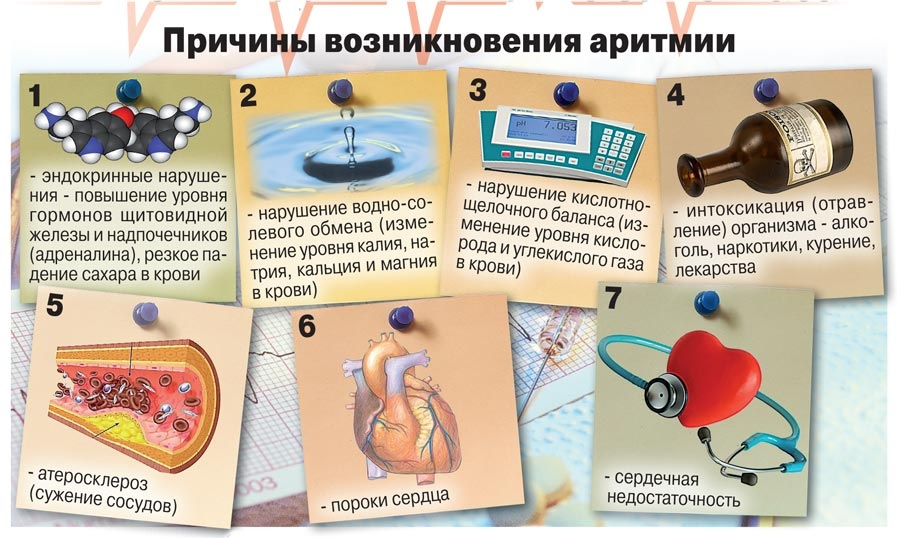 Причины возникновения аритмии
1
- эндокринные наруше-
ния - повышение уровня
гормонов щитовидной
железы и надпочечников
(адреналина), резкое па-
дение сахара в крови
2
- нарушение водно-со-
левого обмена (изме-
нение уровня калия, на-
трия, кальция и магния
в крови)
3
pH 7.053
- нарушение кислотно-
щелочного баланса (из-
менение уровня кисло-
рода и углекислого газа
в крови)
4
POISON
- интоксикация (отрав-
ление) организма - алко-
голь, наркотики, курение,
лекарства
5
- атеросклероз
(сужение сосудов)
003
6
- пороки сердца
7
- сердечная
недостаточность